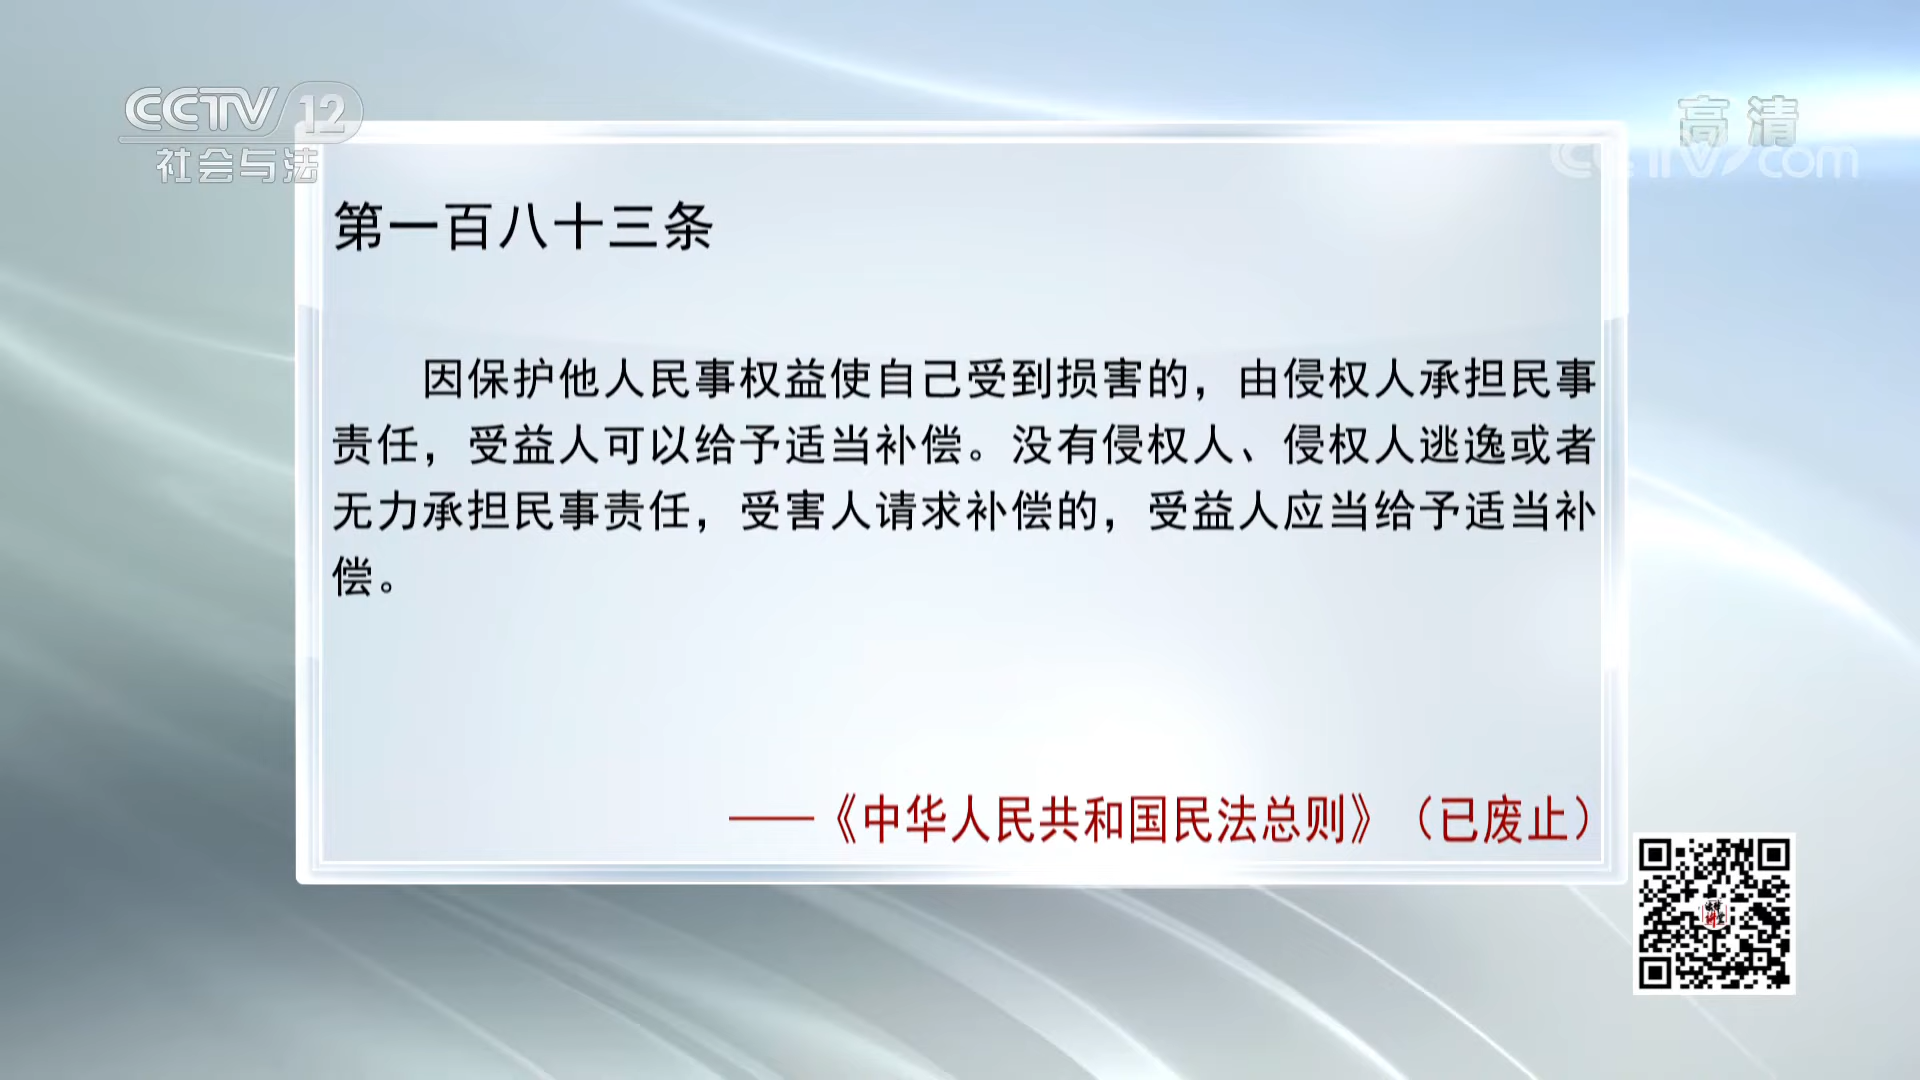 CCTV 12
社会与法
高清
CCTV.com
第一百八十三条
因保护他人民事权益使自己受到损害的，由侵权人承担民事
责任，受益人可以给予适当补偿。没有侵权人、侵权人逃逸或者
无力承担民事责任，受害人请求补偿的，受益人应当给予适当补
偿。
——《中华人民共和国民法总则》（已废止）
法律
讲堂